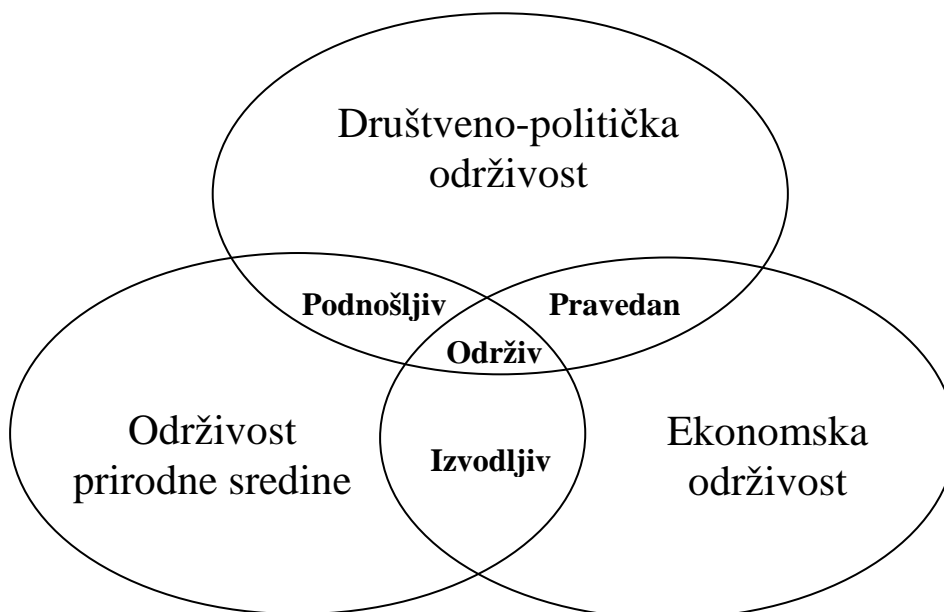 Društveno-politička
održivost
Podnošljiv
Pravedan
Održiv
Održivost
prirodne sredine
Izvodljiv
Ekonomska
održivost